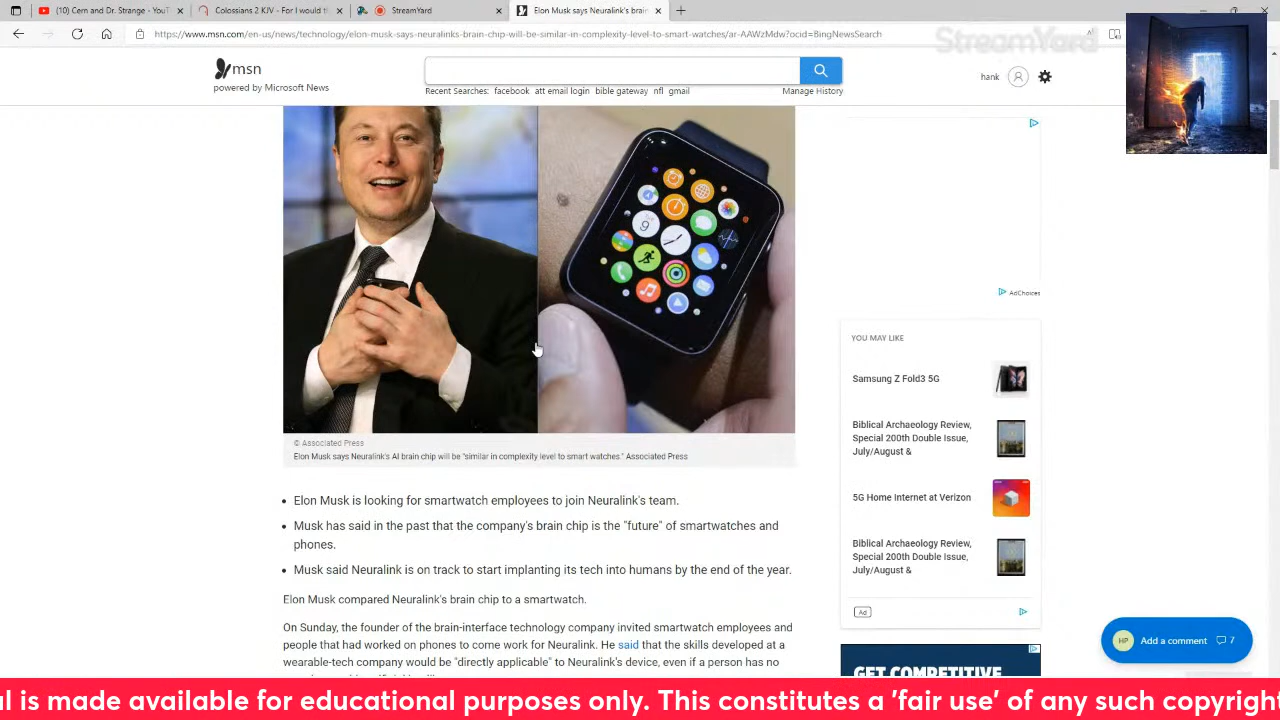 (10) Cern and Dr. Strange - YouT
Colossians 2 KJV - For I would th
StreamYard
Elon Musk says Neuralink's brain
https://www.msn.com/en-us/news/technology/elon-musk-says-neuralinks-brain-chip-will-be-similar-in-complexity-level-to-smart-watches/ar-AAWzMdw?ocid=BingNewsSearch
StreamYard
msn
powered by Microsoft News
Recent Searches: facebook att email login bible gateway nfl gmail
Manage History
hank
AdChoices
© Associated Press
Elon Musk says Neuralink's AI brain chip will be "similar in complexity level to smart watches." Associated Press
• Elon Musk is looking for smartwatch employees to join Neuralink's team.
• Musk has said in the past that the company's brain chip is the "future" of smartwatches and
phones.
• Musk said Neuralink is on track to start implanting its tech into humans by the end of the year.
Elon Musk compared Neuralink's brain chip to a smartwatch.
On Sunday, the founder of the brain-interface technology company invited smartwatch employees and
people that had worked on phones to come work for Neuralink. He said that the skills developed at a
wearable-tech company would be "directly applicable" to Neuralink's device, even if a person has no
YOU MAY LIKE
Samsung Z Fold3 5G
Biblical Archaeology Review,
Special 200th Double Issue,
July/August &
5G Home Internet at Verizon
Biblical Archaeology Review,
Special 200th Double Issue,
July/August &
Ad
GET COMPETITIVE
HP
Add a comment
7
al is made available for educational purposes only. This constitutes a 'fair use' of any such copyrigh